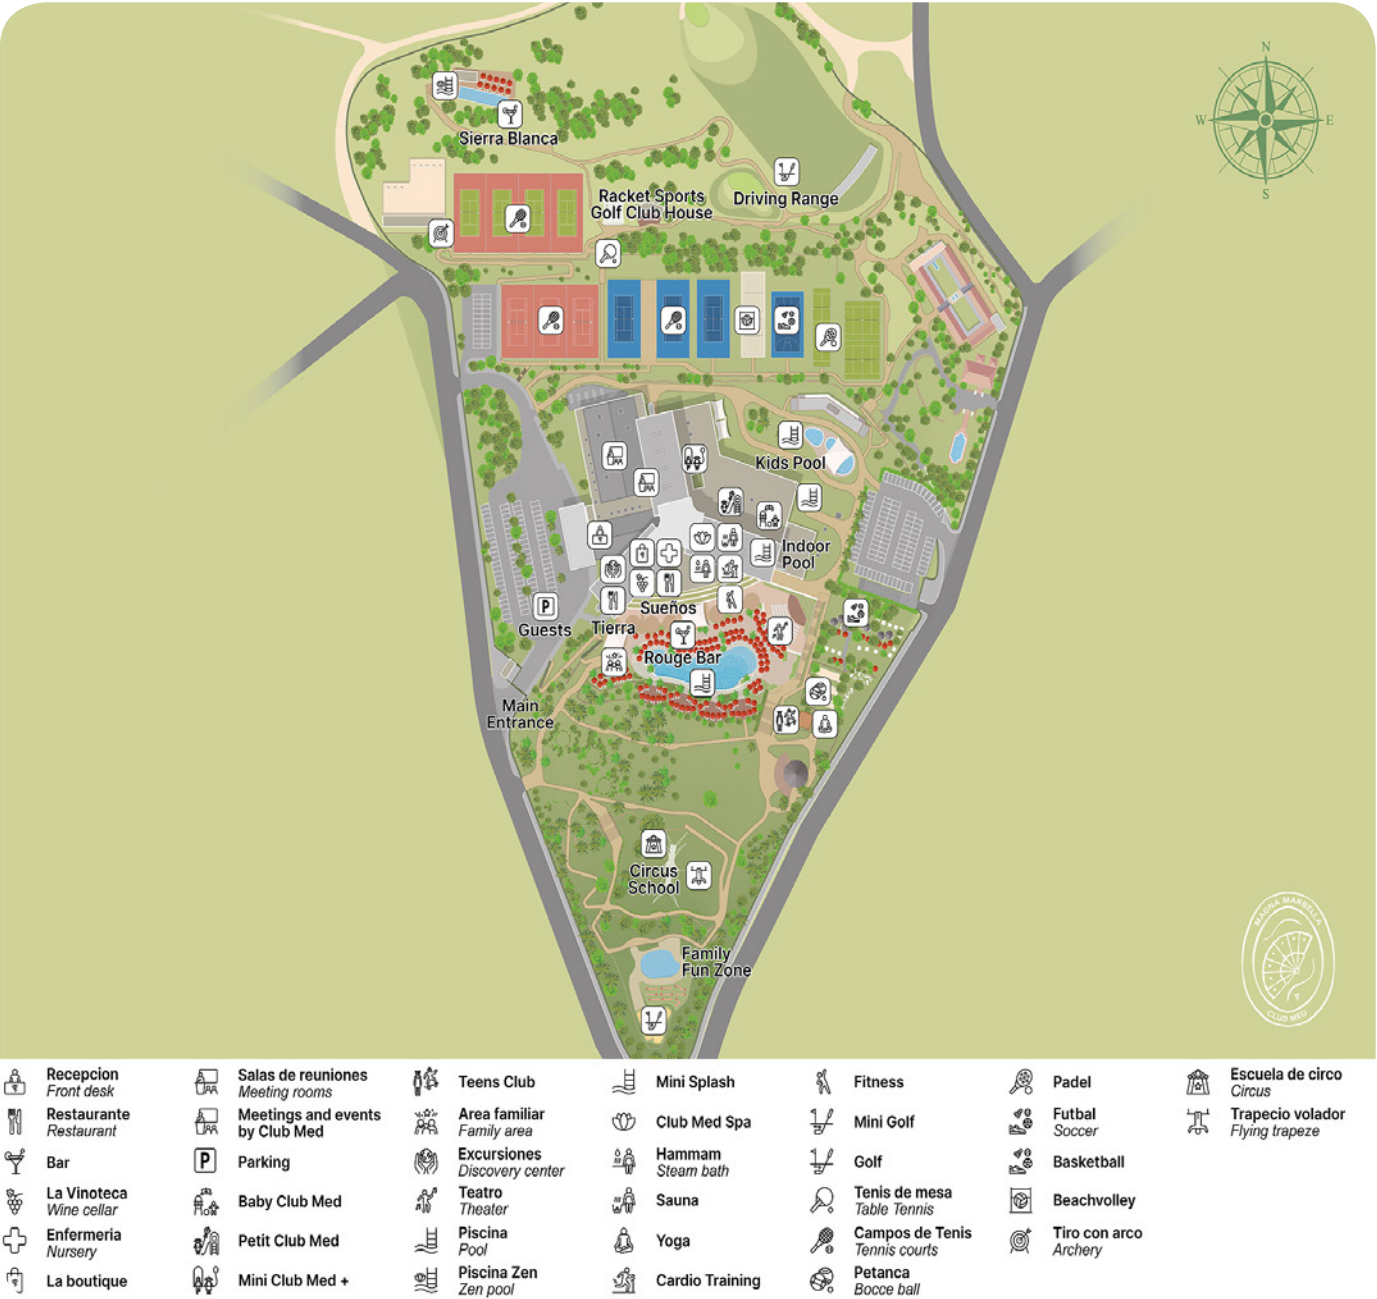 N
W
E
S
Sierra Blanca
Racket Sports
Golf Club House
Driving Range
Kids Pool
Indoor
Pool
Sueños
P
Guests
Tierra
Rouge Bar
Main
Entrance
Circus
School
Family
Fun Zone
MAGNA MARBELLA
CLUB MED
Recepcion
Front desk
Restaurante
Restaurant
Bar
La Vinoteca
Wine cellar
Enfermeria
Nursery
La boutique
Salas de reuniones
Meeting rooms
Meetings and events
by Club Med
P
Parking
Baby Club Med
Petit Club Med
Mini Club Med +
Teens Club
Area familiar
Family area
Excursiones
Discovery center
Teatro
Theater
Piscina
Pool
Piscina Zen
Zen pool
Mini Splash
Club Med Spa
Hammam
Steam bath
Sauna
Yoga
Cardio Training
Fitness
Mini Golf
Golf
Tenis de mesa
Table Tennis
Campos de Tenis
Tennis courts
Petanca
Bocce ball
Padel
Futbal
Soccer
Basketball
Beachvolley
Tiro con arco
Archery
Escuela de circo
Circus
Trapecio volador
Flying trapeze